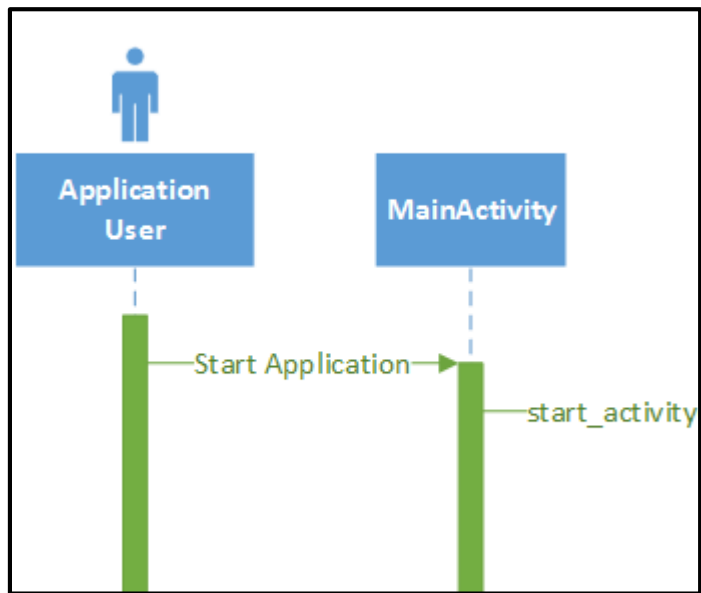 Application
User
MainActivity
Start Application
start_activity